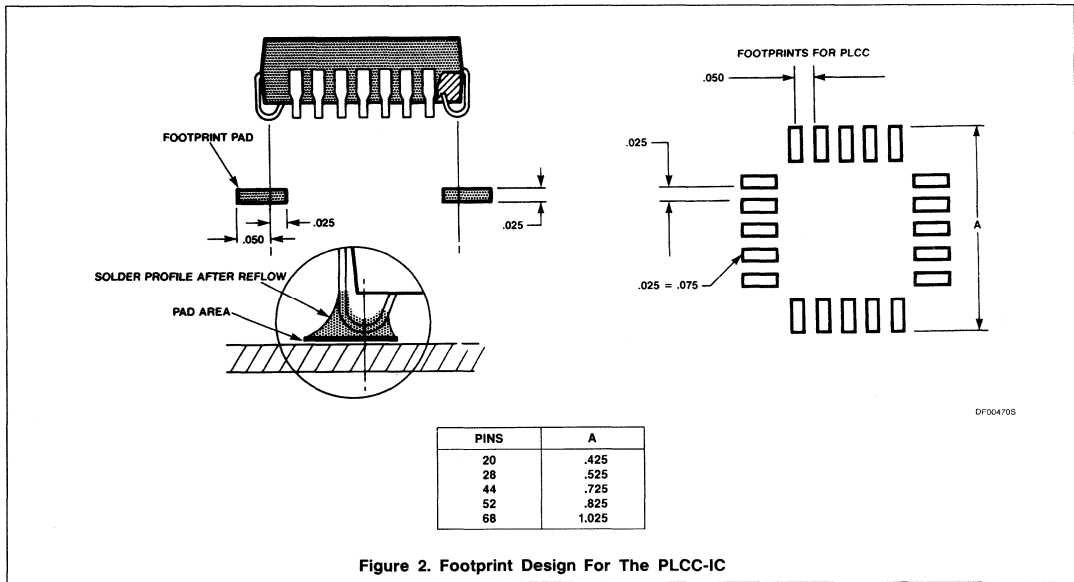 FOOTPRINT PAD
.050
.025
.025
SOLDER PROFILE AFTER REFLOW
PAD AREA
FOOTPRINTS FOR PLCC
.050
.025
A
.025 = .075
DF00470S
PINS A
20 .425
28 .525
44 .725
52 .825
68 1.025
Figure 2. Footprint Design For The PLCC-IC